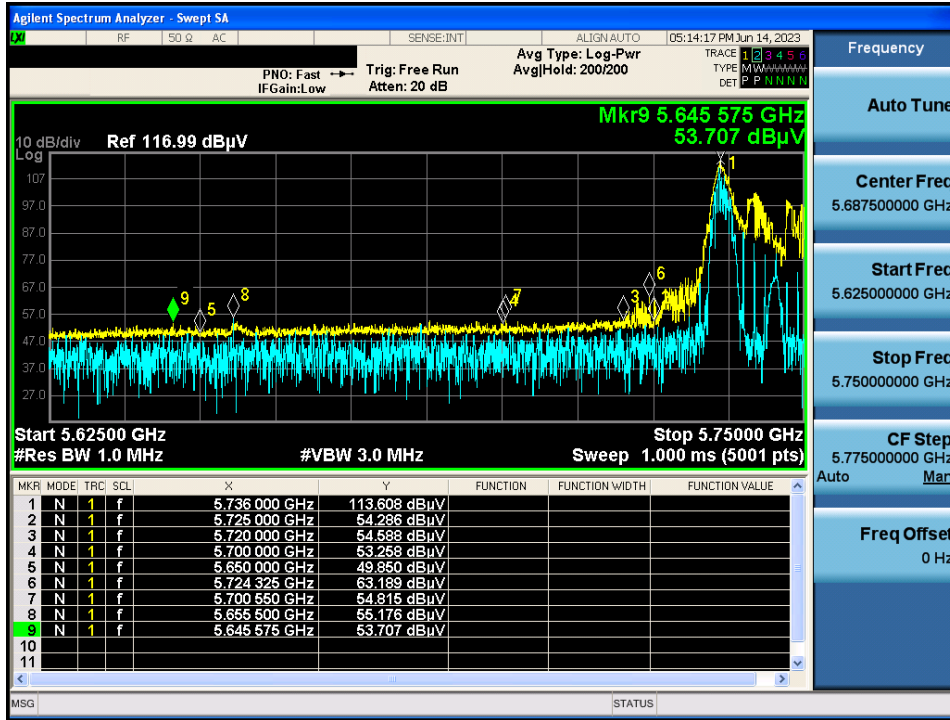 Agilent Spectrum Analyzer - Swept SA
LXI RF 50 Ω AC SENSE:INT ALIGN AUTO 05:14:17 PM Jun 14, 2023
PNO: Fast Trig: Free Run Avg Type: Log-Pwr TRACE 1 2 3 4 5 6
IFGain:Low Atten: 20 dB Avg|Hold: 200/200 TYPE M W W W W W
DET P P N N N N
Mkr9 5.645 575 GHz
53.707 dBµV
10 dB/div Ref 116.99 dBµV
Log
107
97.0
87.0
77.0
67.0
57.0
47.0
37.0
27.0
9 5 8 4 7 3 6 2 1
Start 5.62500 GHz Stop 5.75000 GHz
#Res BW 1.0 MHz #VBW 3.0 MHz Sweep 1.000 ms (5001 pts)
MKR MODE TRC SCL X Y FUNCTION FUNCTION WIDTH FUNCTION VALUE
1 N 1 f 5.736 000 GHz 113.608 dBµV
2 N 1 f 5.725 000 GHz 54.286 dBµV
3 N 1 f 5.720 000 GHz 54.588 dBµV
4 N 1 f 5.700 000 GHz 53.258 dBµV
5 N 1 f 5.650 000 GHz 49.850 dBµV
6 N 1 f 5.724 325 GHz 63.189 dBµV
7 N 1 f 5.700 550 GHz 54.815 dBµV
8 N 1 f 5.655 500 GHz 55.176 dBµV
9 N 1 f 5.645 575 GHz 53.707 dBµV
10
11
MSG STATUS
Frequency
Auto Tune
Center Freq
5.687500000 GHz
Start Freq
5.625000000 GHz
Stop Freq
5.750000000 GHz
CF Step
5.775000000 GHz
Auto Man
Freq Offset
0 Hz